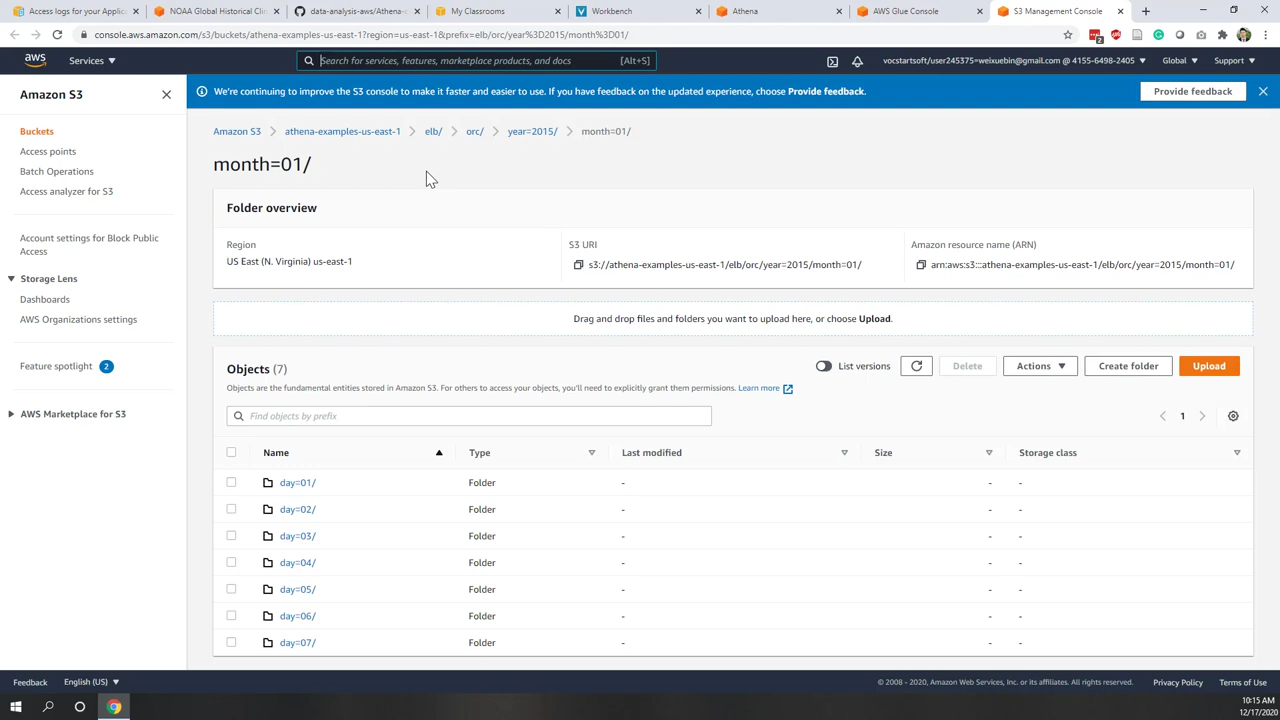 Access logs for your Applicati
NOAA Global Historical Clim
data-analysis-aws/Athena-c
My Classrooms
Workbench
Athena
AWS Glue Console
S3 Management Console
console.aws.amazon.com/s3/buckets/athena-examples-us-east-1?region=us-east-1&prefix=elb/orc/year%3D2015/month%3D01/
2
aws
Services
Search for services, features, marketplace products, and docs
[Alt+S]
vocstartsoft/user245375=weixuebin@gmail.com @ 4155-6498-2405
Global
Support
Amazon S3
We're continuing to improve the S3 console to make it faster and easier to use. If you have feedback on the updated experience, choose Provide feedback.
Provide feedback
Buckets
Access points
Batch Operations
Access analyzer for S3
Account settings for Block Public
Access
Storage Lens
Dashboards
AWS Organizations settings
Feature spotlight 2
AWS Marketplace for S3
Amazon S3
athena-examples-us-east-1
elb/
orc/
year=2015/
month=01/
month=01/
Folder overview
Region
US East (N. Virginia) us-east-1
S3 URI
s3://athena-examples-us-east-1/elb/orc/year=2015/month=01/
Amazon resource name (ARN)
arn:aws:s3:::athena-examples-us-east-1/elb/orc/year=2015/month=01/
Drag and drop files and folders you want to upload here, or choose Upload.
Objects (7)
List versions
Delete
Actions
Create folder
Upload
Objects are the fundamental entities stored in Amazon S3. For others to access your objects, you'll need to explicitly grant them permissions. Learn more
Find objects by prefix
1
Name Type Last modified Size Storage class
day=01/ Folder - - -
day=02/ Folder - - -
day=03/ Folder - - -
day=04/ Folder - - -
day=05/ Folder - - -
day=06/ Folder - - -
day=07/ Folder - - -
Feedback
English (US)
© 2008 - 2020, Amazon Web Services, Inc. or its affiliates. All rights reserved.
Privacy Policy
Terms of Use
10:15 AM
12/17/2020